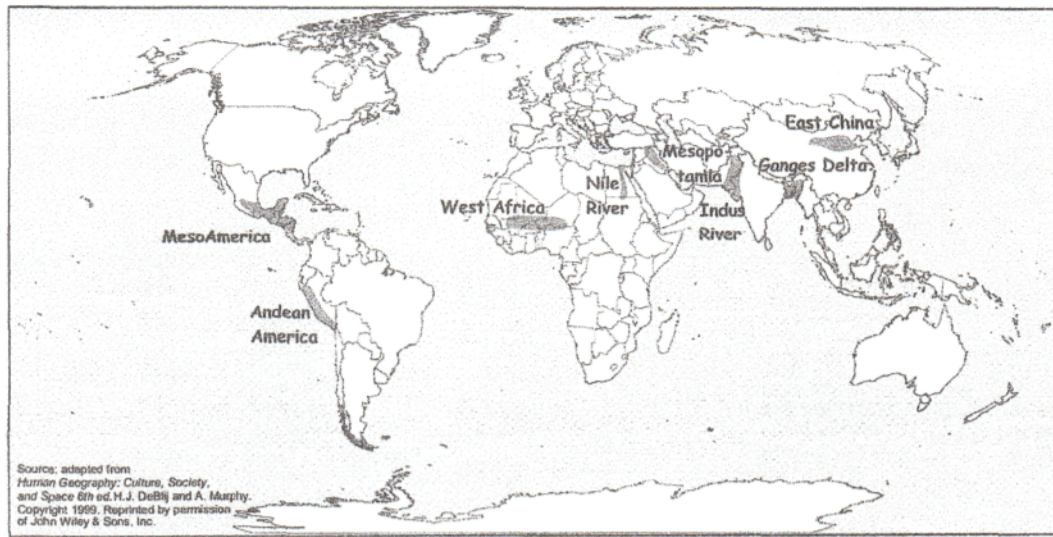 East China
Mesopo
tamia
Ganges Delta
Nile
River
West Africa
Indus
River
MesoAmerica
Andean
America
Source: adapted from
Human Geography: Culture, Society,
and Space 6th ed. H.J. DeBlij and A. Murphy.
Copyright 1999. Reprinted by permission
of John Wiley & Sons, Inc.